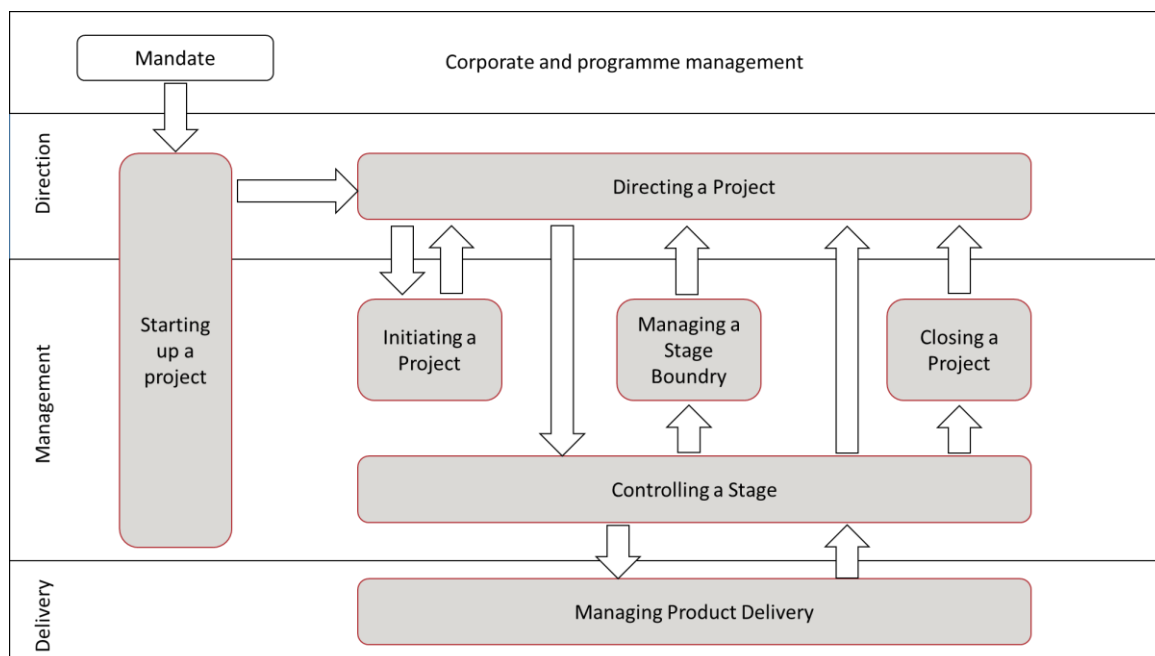 Mandate
Corporate and programme management
Direction
Directing a Project
Management
Starting
up a
project
Initiating a
Project
Managing a
Stage
Boundry
Closing a
Project
Controlling a Stage
Delivery
Managing Product Delivery